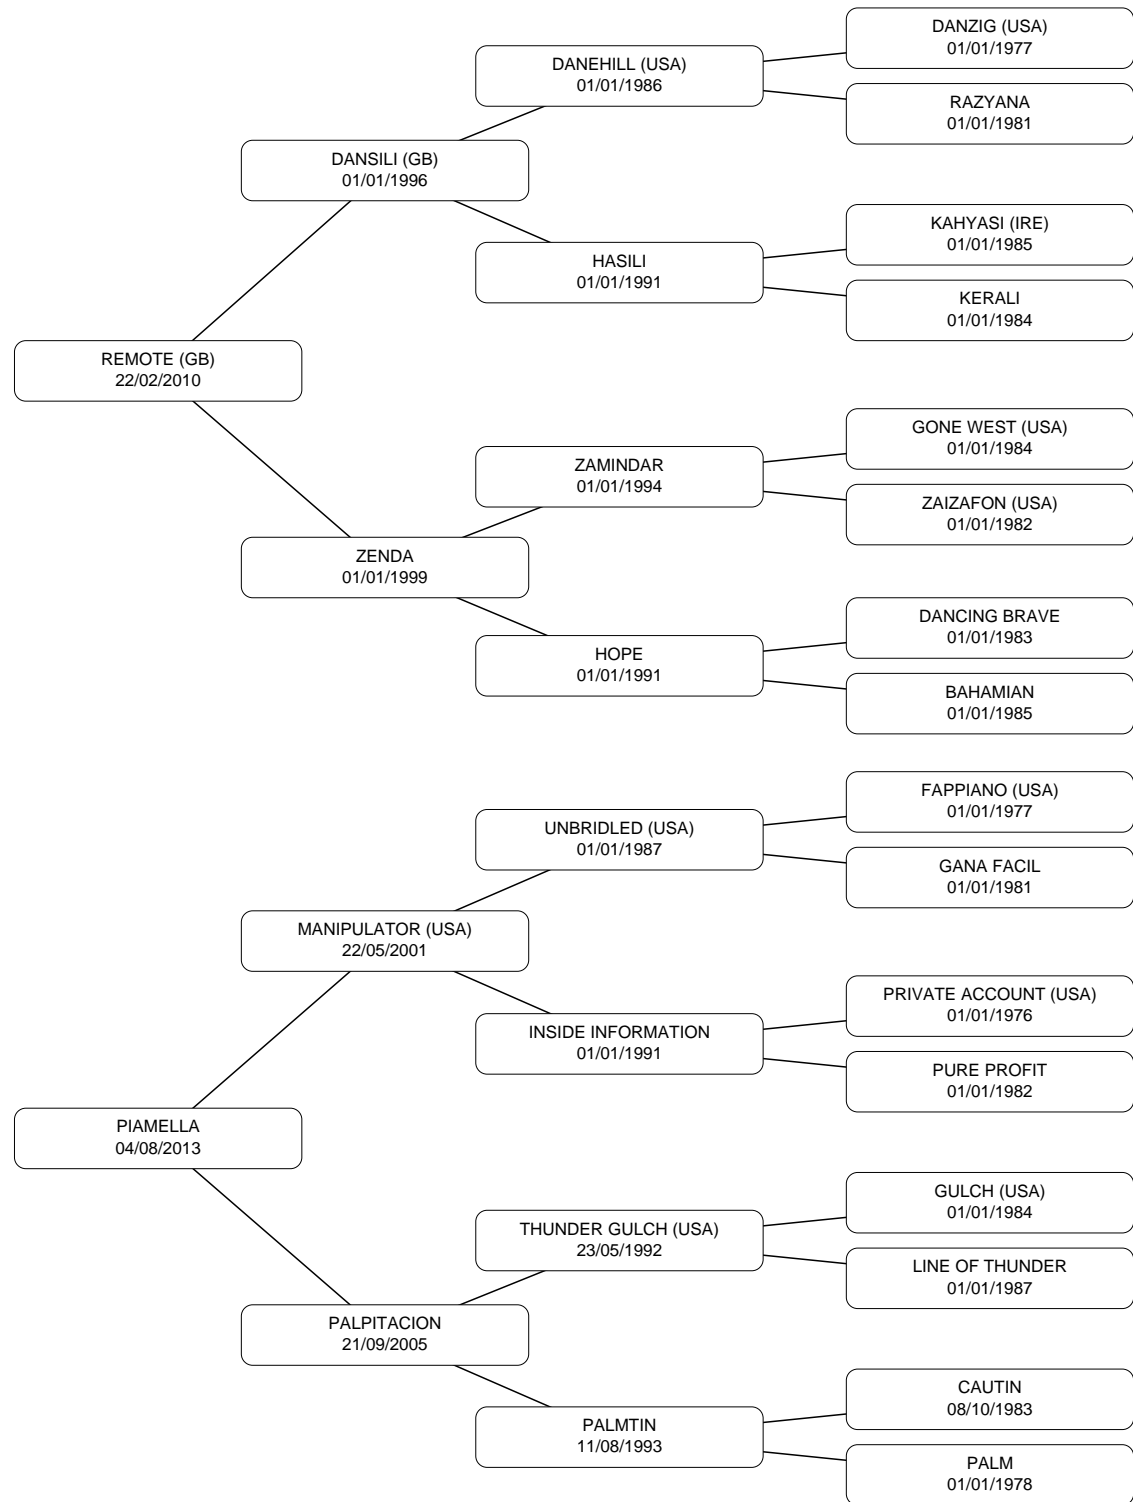 DANZIG (USA)
01/01/1977
DANEHILL (USA)
01/01/1986
RAZYANA
01/01/1981
DANSILI (GB)
01/01/1996
KAHYASI (IRE)
01/01/1985
HASILI
01/01/1991
KERALI
01/01/1984
REMOTE (GB)
22/02/2010
GONE WEST (USA)
01/01/1984
ZAMINDAR
01/01/1994
ZAIZAFON (USA)
01/01/1982
ZENDA
01/01/1999
DANCING BRAVE
01/01/1983
HOPE
01/01/1991
BAHAMIAN
01/01/1985
FAPPIANO (USA)
01/01/1977
UNBRIDLED (USA)
01/01/1987
GANA FACIL
01/01/1981
MANIPULATOR (USA)
22/05/2001
PRIVATE ACCOUNT (USA)
01/01/1976
INSIDE INFORMATION
01/01/1991
PURE PROFIT
01/01/1982
PIAMELLA
04/08/2013
GULCH (USA)
01/01/1984
THUNDER GULCH (USA)
23/05/1992
LINE OF THUNDER
01/01/1987
PALPITACION
21/09/2005
CAUTIN
08/10/1983
PALMTIN
11/08/1993
PALM
01/01/1978